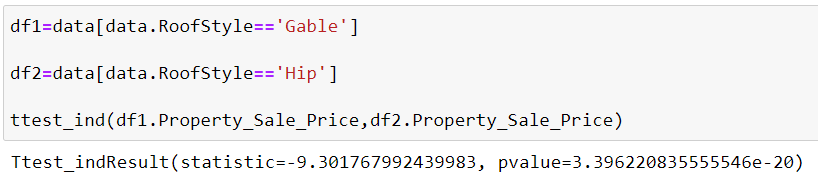 df1=data[data.RoofStyle=='Gable']
df2=data[data.RoofStyle=='Hip']
ttest_ind(df1.Property_Sale_Price,df2.Property_Sale_Price)
Ttest_indResult(statistic=-9.301767992439983, pvalue=3.396220835555546e-20)